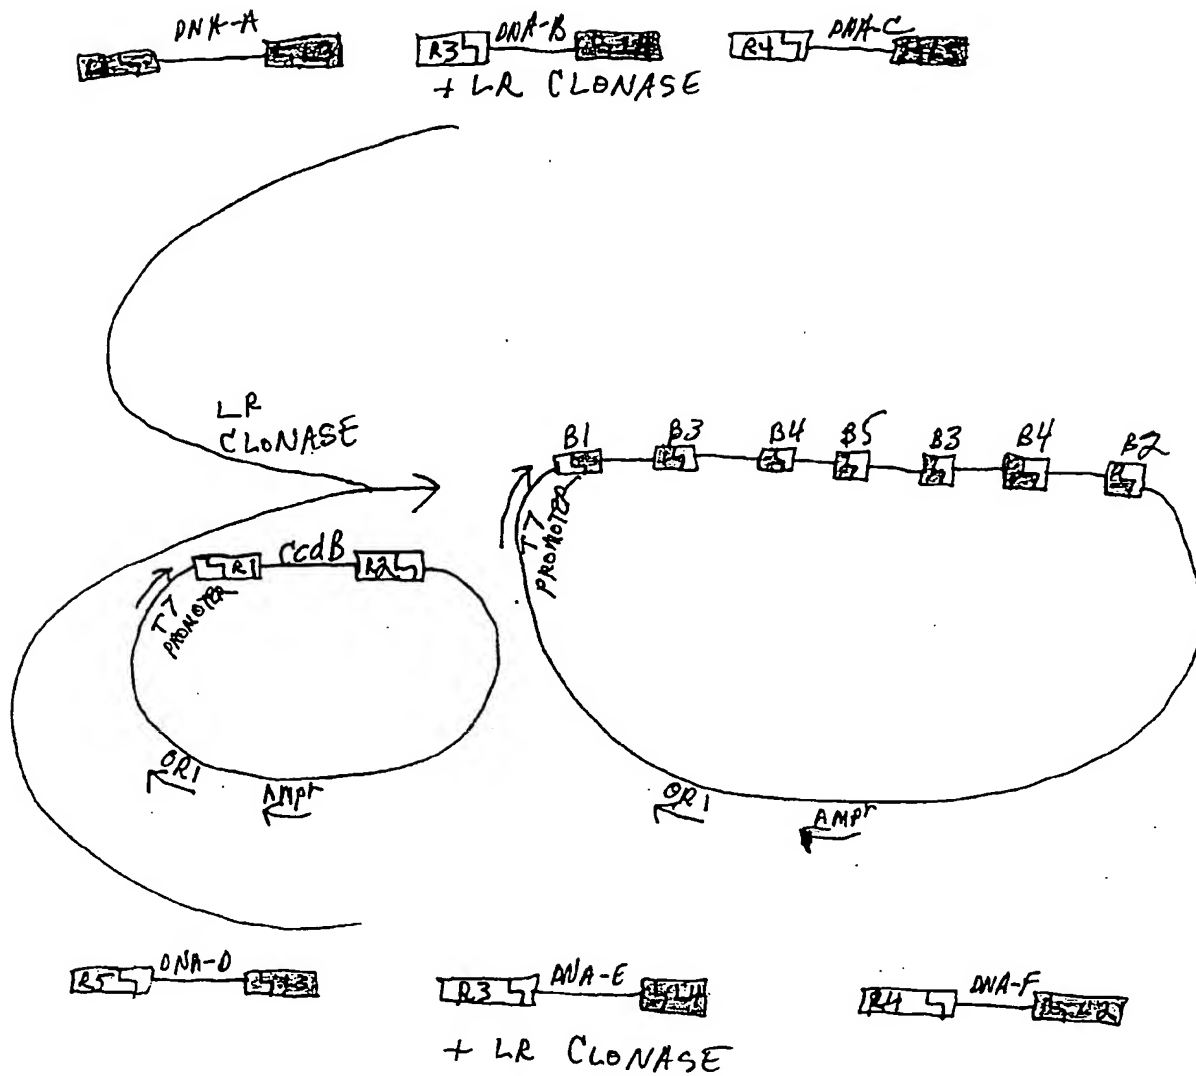 DNA-A
DNA-B
DNA-C
R3
R4
+ LR CLONASE
LR
CLONASE
B1
B3
B4
B5
B3
B4
B2
T7
PROMOTER
R1
ccdB
R2
T7
PROMOTER
ORI
Ampr
ORI
AMPr
DNA-D
DNA-E
DNA-F
R5
R3
R4
+ LR CLONASE